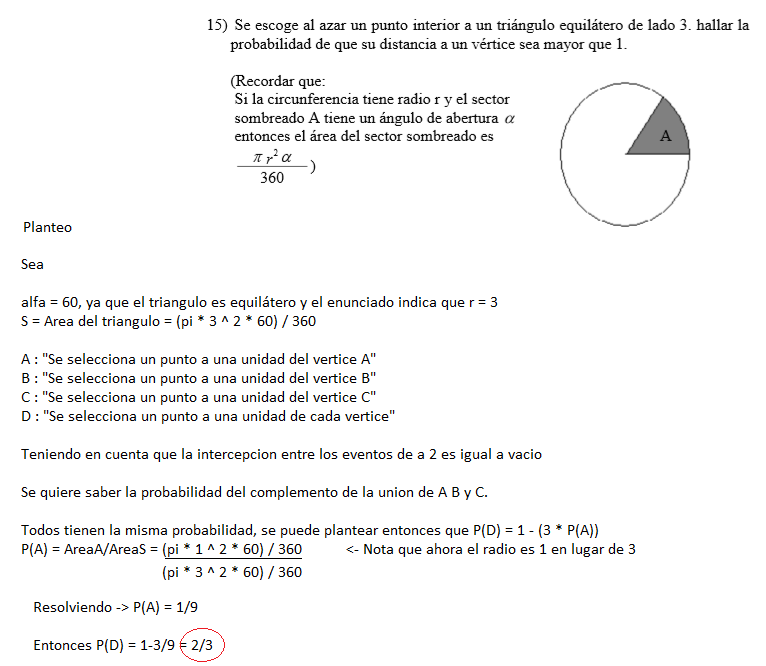 15) Se escoge al azar un punto interior a un triángulo equilátero de lado 3. hallar la
probabilidad de que su distancia a un vértice sea mayor que 1.
(Recordar que:
Si la circunferencia tiene radio r y el sector
sombreado A tiene un ángulo de abertura α
entonces el área del sector sombreado es
π r² α
360 )
A
Planteo
Sea
alfa = 60, ya que el triangulo es equilátero y el enunciado indica que r = 3
S = Area del triangulo = (pi * 3 ^ 2 * 60) / 360
A : "Se selecciona un punto a una unidad del vertice A"
B : "Se selecciona un punto a una unidad del vertice B"
C : "Se selecciona un punto a una unidad del vertice C"
D : "Se selecciona un punto a una unidad de cada vertice"
Teniendo en cuenta que la intercepcion entre los eventos de a 2 es igual a vacio
Se quiere saber la probabilidad del complemento de la union de A B y C.
Todos tienen la misma probabilidad, se puede plantear entonces que P(D) = 1 - (3 * P(A))
P(A) = AreaA/AreaS = (pi * 1 ^ 2 * 60) / 360 <- Nota que ahora el radio es 1 en lugar de 3
(pi * 3 ^ 2 * 60) / 360
Resolviendo -> P(A) = 1/9
Entonces P(D) = 1-3/9 = 2/3